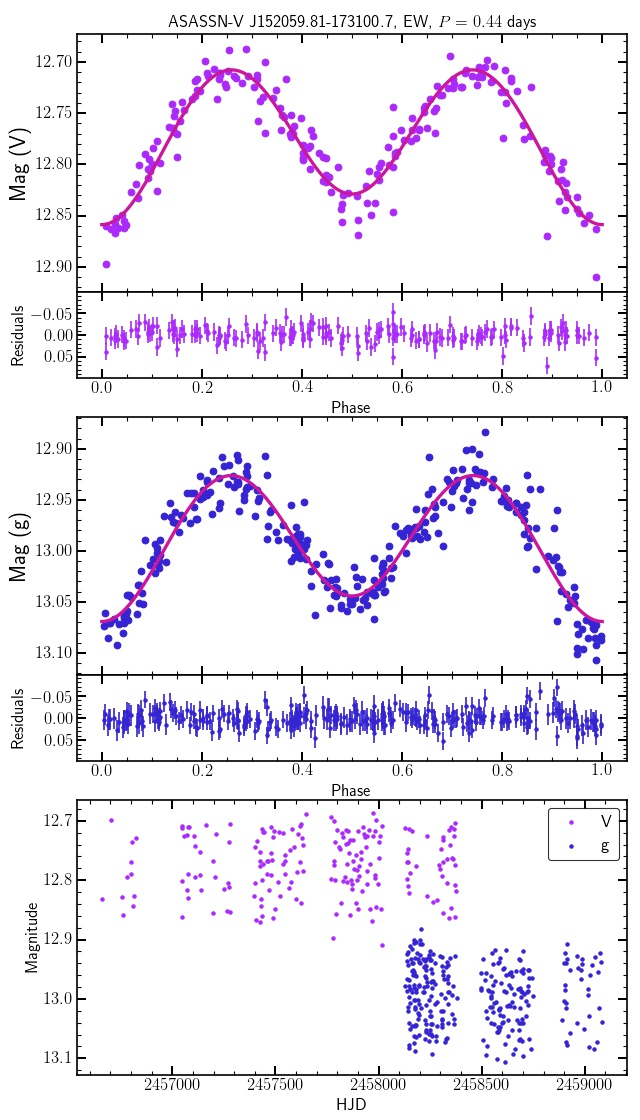 ASASSN-V J152059.81-173100.7, EW, P = 0.44 days
12.70
12.75
12.80
12.85
12.90
Mag (V)
−0.05
0.00
0.05
Residuals
0.0 0.2 0.4 0.6 0.8 1.0
Phase
12.90
12.95
13.00
13.05
13.10
Mag (g)
−0.05
0.00
0.05
Residuals
0.0 0.2 0.4 0.6 0.8 1.0
Phase
V
g
12.7
12.8
12.9
13.0
13.1
Magnitude
2457000 2457500 2458000 2458500 2459000
HJD